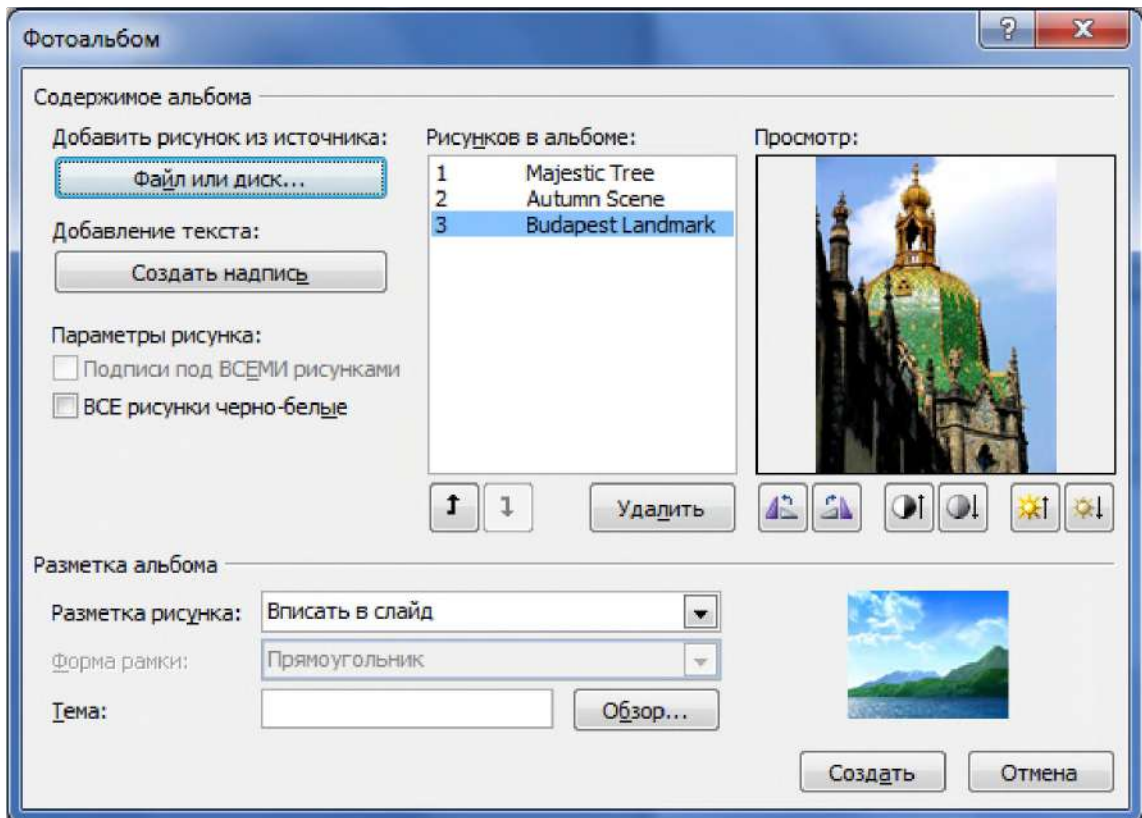 Фотоальбом
Содержимое альбома
Добавить рисунок из источника:
Файл или диск...
Добавление текста:
Создать надпись
Параметры рисунка:
Подписи под ВСЕМИ рисунками
ВСЕ рисунки черно-белые
Рисунков в альбоме:
1 Majestic Tree
2 Autumn Scene
3 Budapest Landmark
Удалить
Просмотр:
Разметка альбома
Разметка рисунка: Вписать в слайд
Форма рамки: Прямоугольник
Тема: Обзор...
Создать Отмена